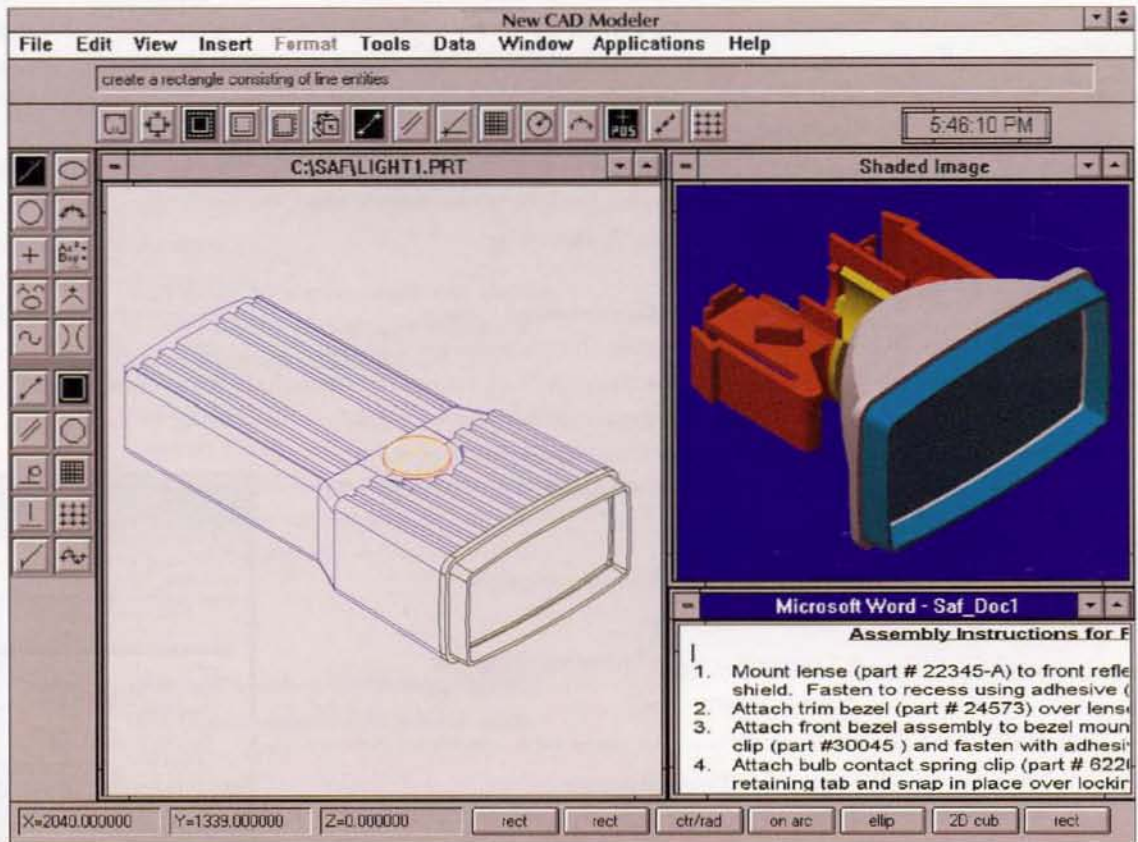 New CAD Modeler
File Edit View Insert Format Tools Data Window Applications Help
create a rectangle consisting of line entities
POS
5:46:10 PM
C:\SAF\LIGHT1.PRT
Shaded Image
Microsoft Word - Saf_Doc1
Assembly Instructions for F
1. Mount lense (part # 22345-A) to front refle
shield. Fasten to recess using adhesive (
2. Attach trim bezel (part # 24573) over lens
3. Attach front bezel assembly to bezel moun
clip (part #30045 ) and fasten with adhesi
4. Attach bulb contact spring clip (part # 622
retaining tab and snap in place over lockin
X=2040.000000 Y=1339.000000 Z=0.000000 rect rect ctr/rad on arc ellip 2D cub rect